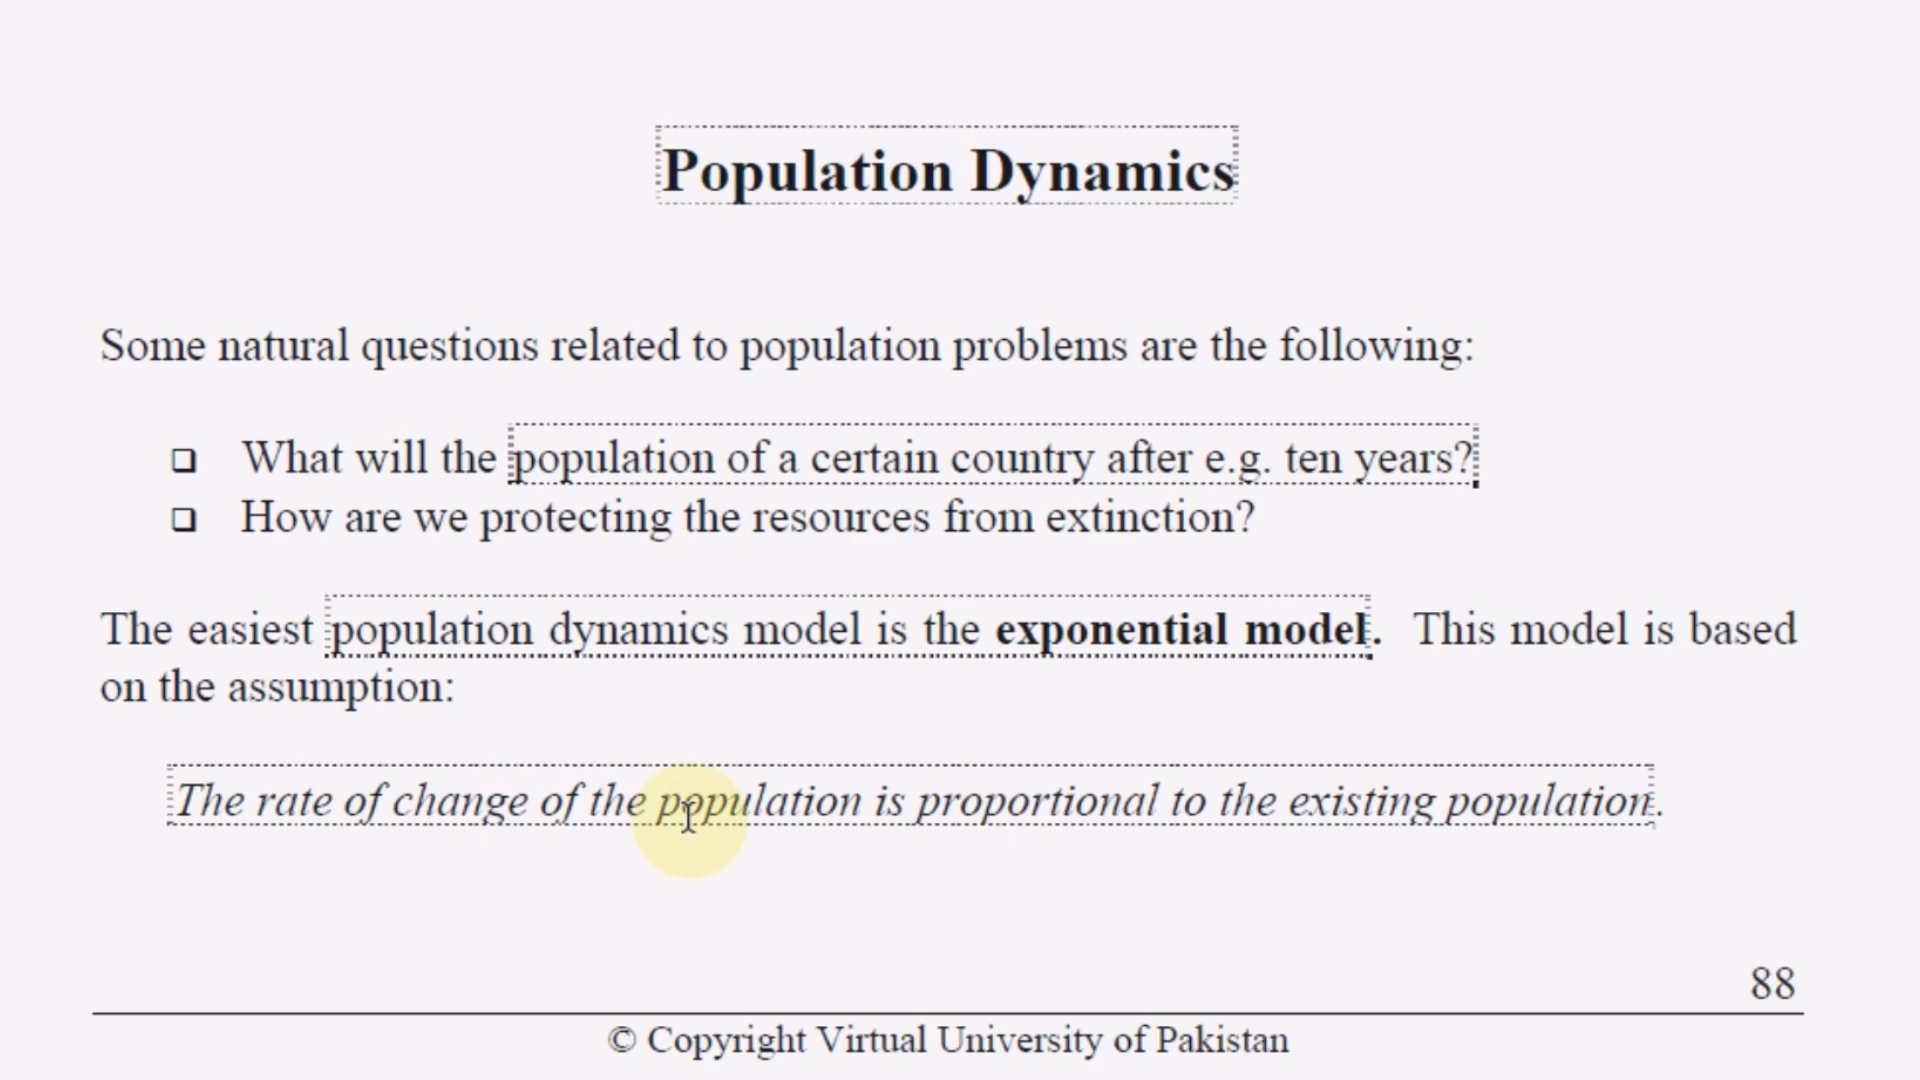 Population Dynamics
Some natural questions related to population problems are the following:
❑ What will the population of a certain country after e.g. ten years?
❑ How are we protecting the resources from extinction?
The easiest population dynamics model is the exponential model. This model is based
on the assumption:
The rate of change of the population is proportional to the existing population.
88
© Copyright Virtual University of Pakistan